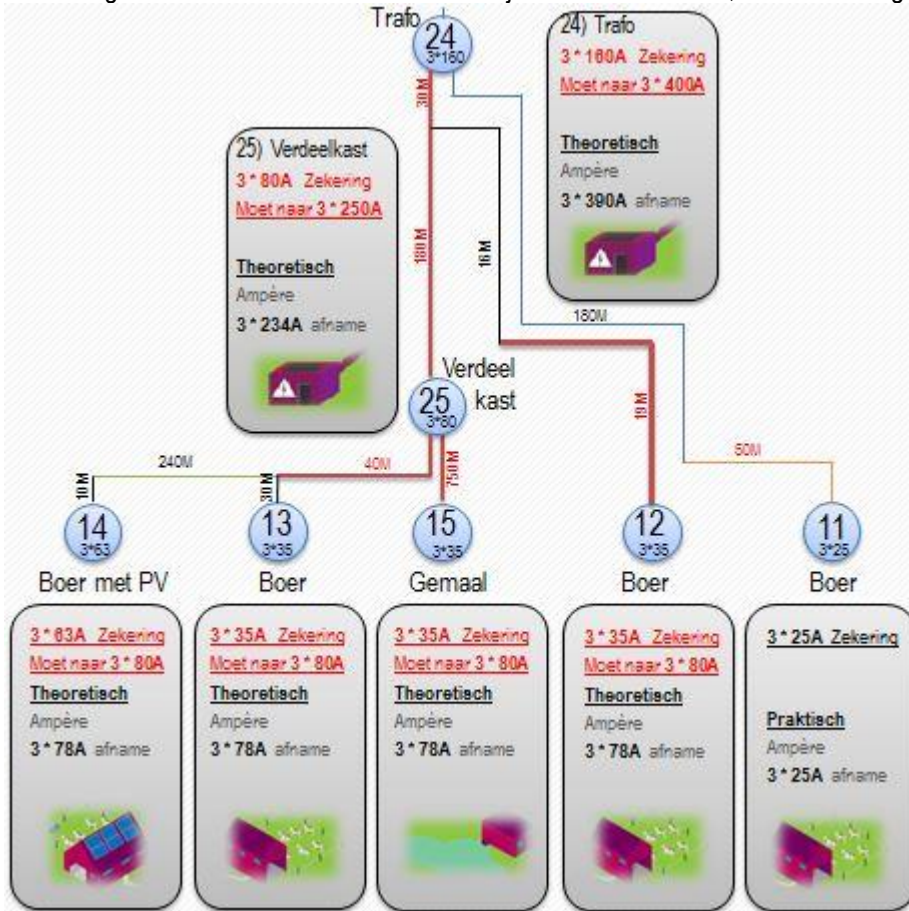 Trafo
24
3*160
24) Trafo
3 * 160A Zekering
Moet naar 3 * 400A
Theoretisch
Ampère
3 * 390A afname
30M
25) Verdeelkast
3 * 80A Zekering
Moet naar 3 * 250A
Theoretisch
Ampère
3 * 234A afname
180M
16M
180M
Verdeel
kast
25
3*80
19M
240M
40M
50M
10M
30M
750M
14
3*63
13
3*35
15
3*35
12
3*35
11
3*25
Boer met PV
Boer
Gemaal
Boer
Boer
3 * 63A Zekering
Moet naar 3 * 80A
Theoretisch
Ampère
3 * 78A afname
3 * 35A Zekering
Moet naar 3 * 80A
Theoretisch
Ampère
3 * 78A afname
3 * 35A Zekering
Moet naar 3 * 80A
Theoretisch
Ampère
3 * 78A afname
3 * 35A Zekering
Moet naar 3 * 80A
Theoretisch
Ampère
3 * 78A afname
3 * 25A Zekering
Praktisch
Ampère
3 * 25A afname